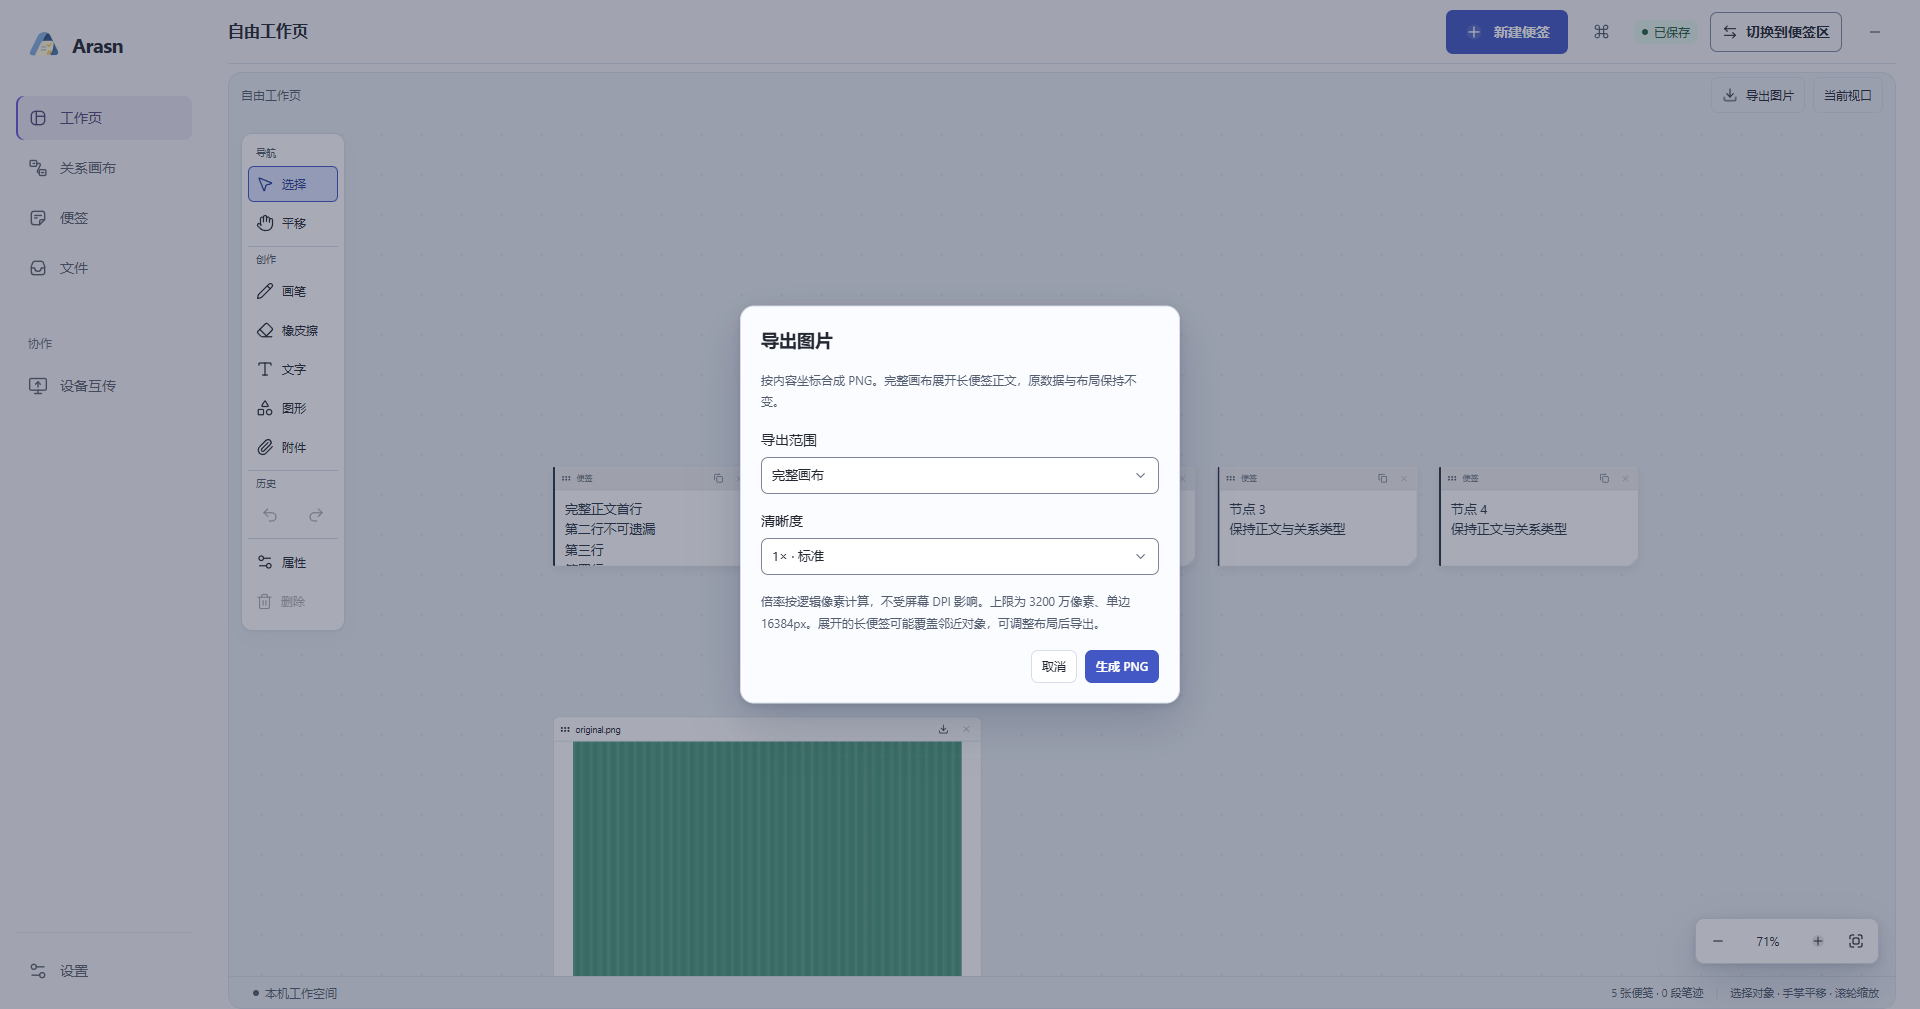 Arasn
工作页
关系画布
便签
文件
协作
设备互传
设置
自由工作页
新建便签
已保存
切换到便签区
自由工作页
导出图片
当前视口
导航
选择
平移
创作
画笔
橡皮擦
文字
图形
附件
历史
属性
删除
便签
完整正文首行
第二行不可遗漏
第三行
便签
节点 3
保持正文与关系类型
便签
节点 4
保持正文与关系类型
导出图片
按内容坐标合成 PNG。完整画布展开长便签正文，原数据与布局保持不
变。
导出范围
完整画布
清晰度
1× · 标准
倍率按逻辑像素计算，不受屏幕 DPI 影响。上限为 3200 万像素、单边
16384px。展开的长便签可能覆盖邻近对象，可调整布局后导出。
取消
生成 PNG
original.png
71%
本机工作空间
5 张便笺 · 0 段笔迹
选择对象 · 手掌平移 · 滚轮缩放